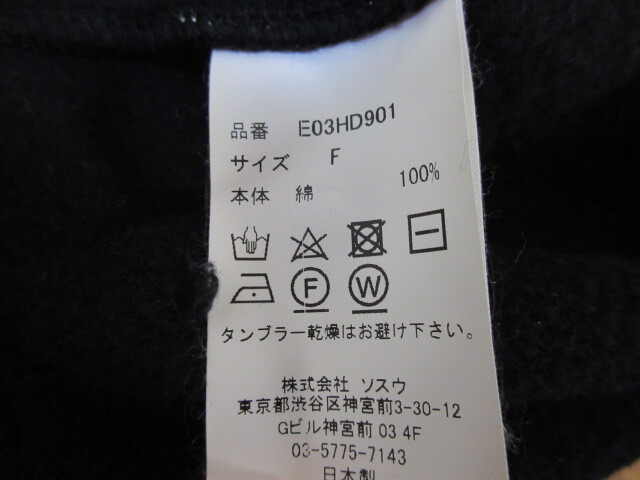 品番 E03HD901
サイズ F
本体 綿 100%
F W
タンブラー乾燥はお避け下さい。
株式会社 ソスウ
東京都渋谷区神宮前3-30-12
Gビル神宮前 03 4F
03-5775-7143
日本製